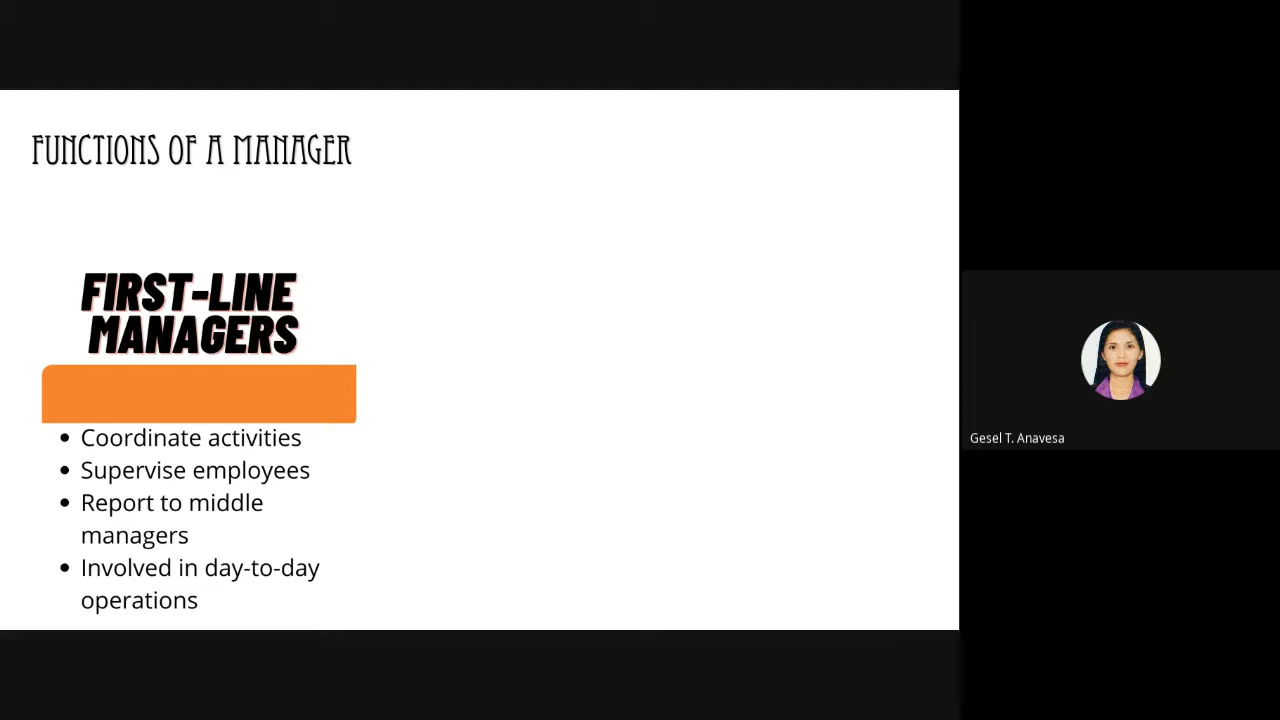 FUNCTIONS OF A MANAGER
FIRST-LINE
MANAGERS
• Coordinate activities
• Supervise employees
• Report to middle
managers
• Involved in day-to-day
operations
Gesel T. Anavesa